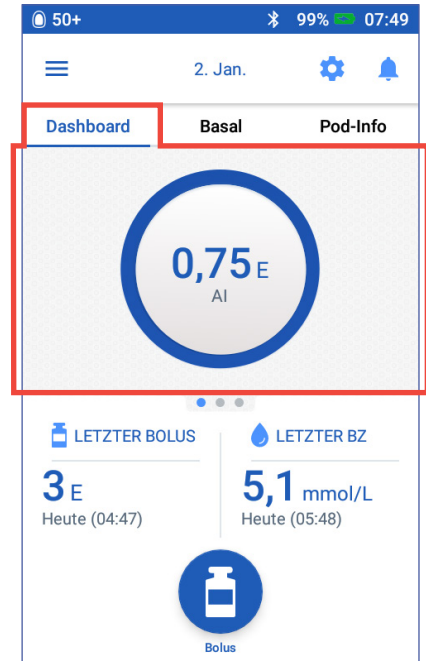 50+ 99% 07:49
2. Jan.
Dashboard Basal Pod-Info
0,75 E
AI
LETZTER BOLUS LETZTER BZ
3 E 5,1 mmol/L
Heute (04:47) Heute (05:48)
Bolus